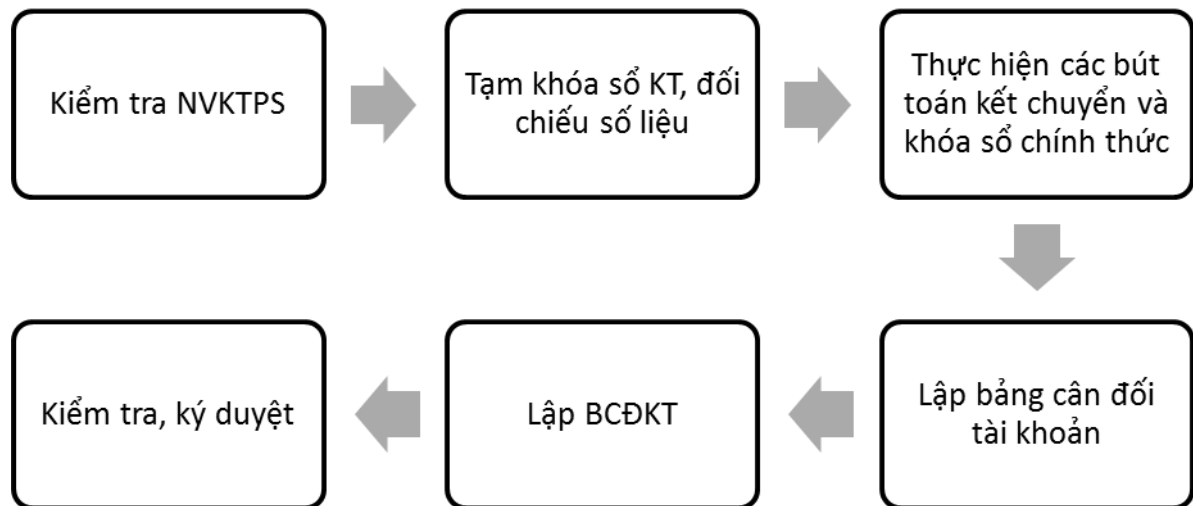 Kiểm tra NVKTPS
Tạm khóa sổ KT, đối
chiếu số liệu
Thực hiện các bút
toán kết chuyển và
khóa sổ chính thức
Lập bảng cân đối
tài khoản
Lập BCĐKT
Kiểm tra, ký duyệt